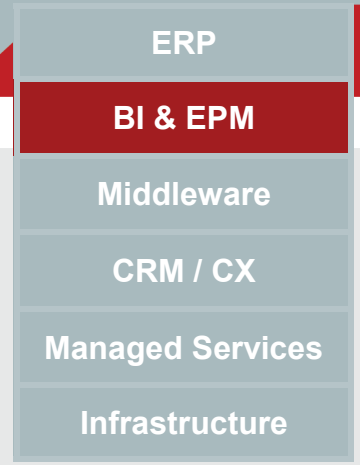 ERP
BI & EPM
Middleware
CRM / CX
Managed Services
Infrastructure